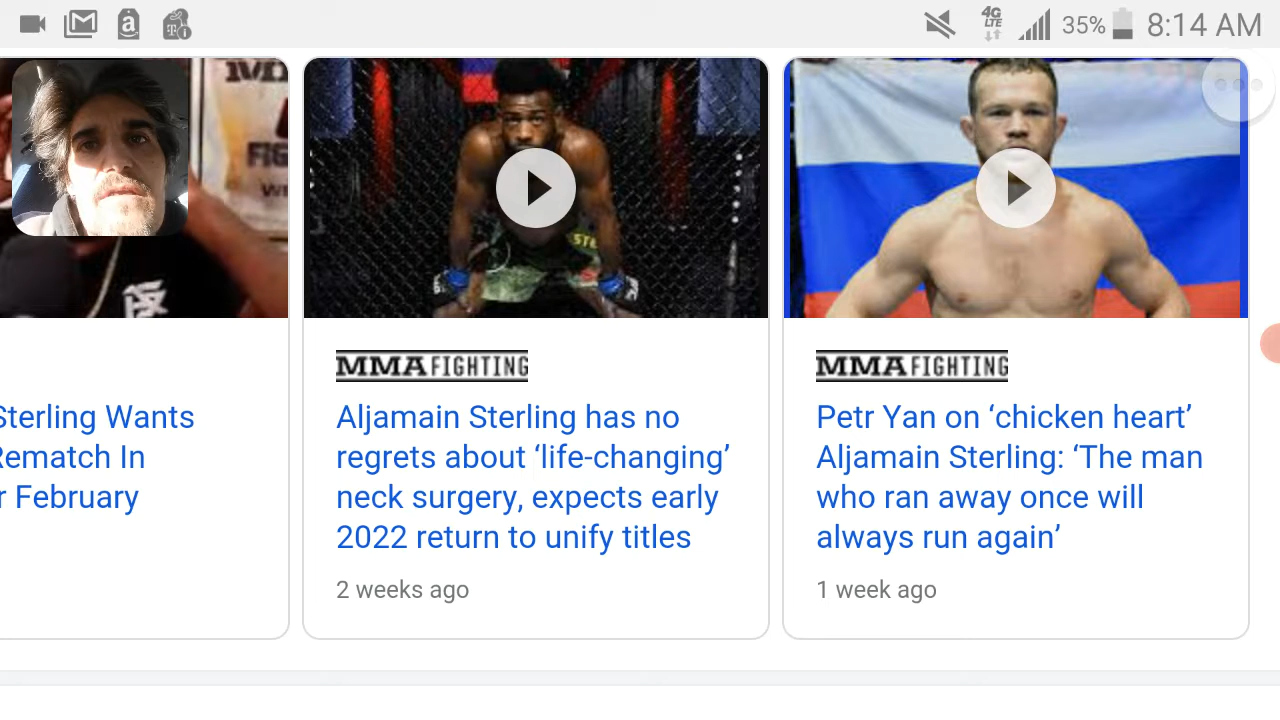 4G
LTE
35%
8:14 AM
Sterling Wants
Rematch In
r February
MMA FIGHTING
Aljamain Sterling has no
regrets about ‘life-changing’
neck surgery, expects early
2022 return to unify titles
2 weeks ago
MMA FIGHTING
Petr Yan on ‘chicken heart’
Aljamain Sterling: ‘The man
who ran away once will
always run again’
1 week ago